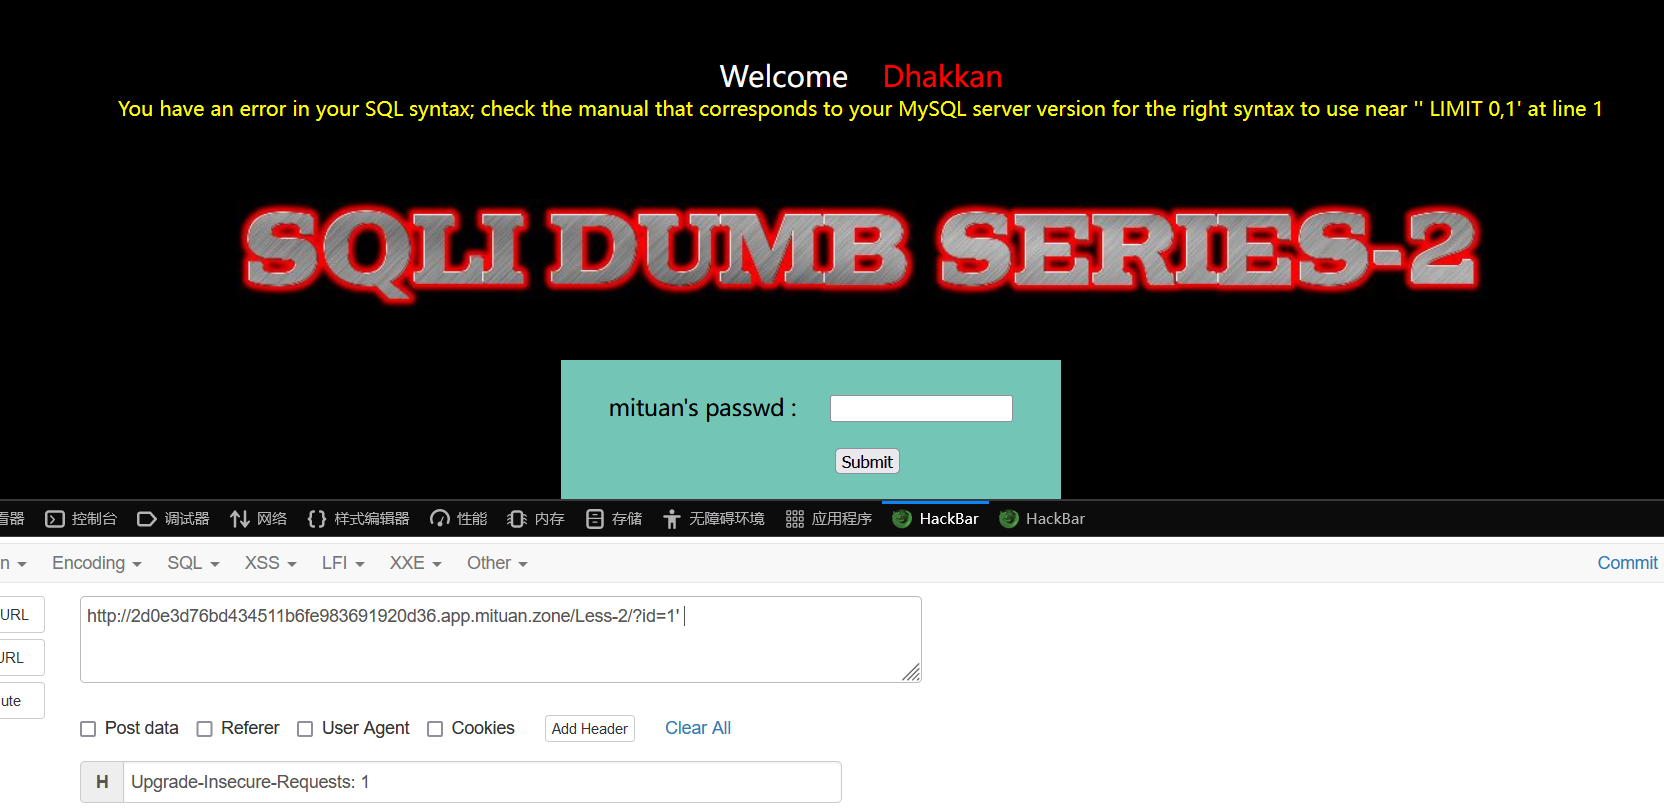 Welcome Dhakkan
You have an error in your SQL syntax; check the manual that corresponds to your MySQL server version for the right syntax to use near '' LIMIT 0,1' at line 1
SQLI DUMB SERIES-2
mituan's passwd :
Submit
看器 控制台 调试器 网络 样式编辑器 性能 内存 存储 无障碍环境 应用程序 HackBar HackBar
n Encoding SQL XSS LFI XXE Other Commit
URL
http://2d0e3d76bd434511b6fe983691920d36.app.mituan.zone/Less-2/?id=1'
URL
ute
Post data Referer User Agent Cookies Add Header Clear All
H Upgrade-Insecure-Requests: 1